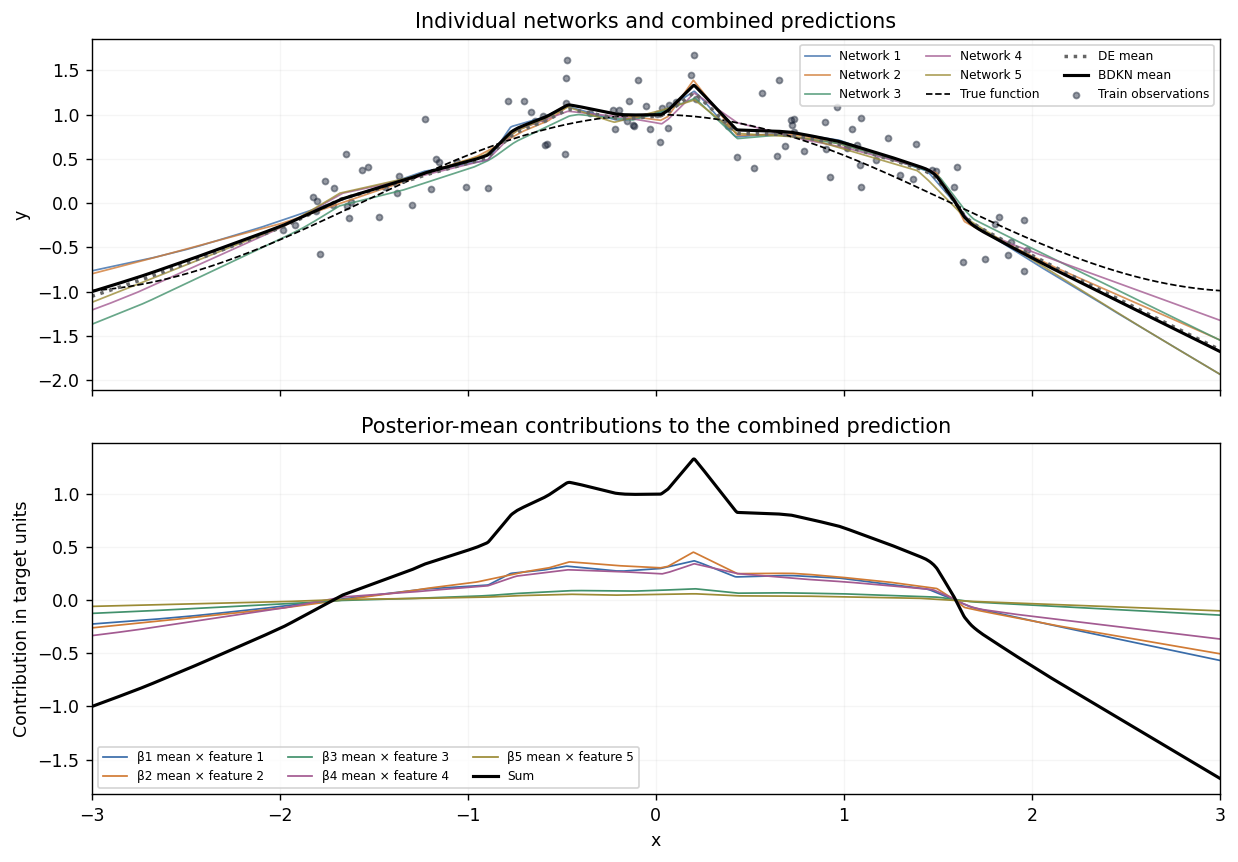 Individual networks and combined predictions
Network 1
Network 2
Network 3
Network 4
Network 5
True function
DE mean
BDKN mean
Train observations
y
1.5
1.0
0.5
0.0
−0.5
−1.0
−1.5
−2.0
Posterior-mean contributions to the combined prediction
Contribution in target units
1.0
0.5
0.0
−0.5
−1.0
−1.5
β1 mean × feature 1
β2 mean × feature 2
β3 mean × feature 3
β4 mean × feature 4
β5 mean × feature 5
Sum
−3
−2
−1
0
1
2
3
x